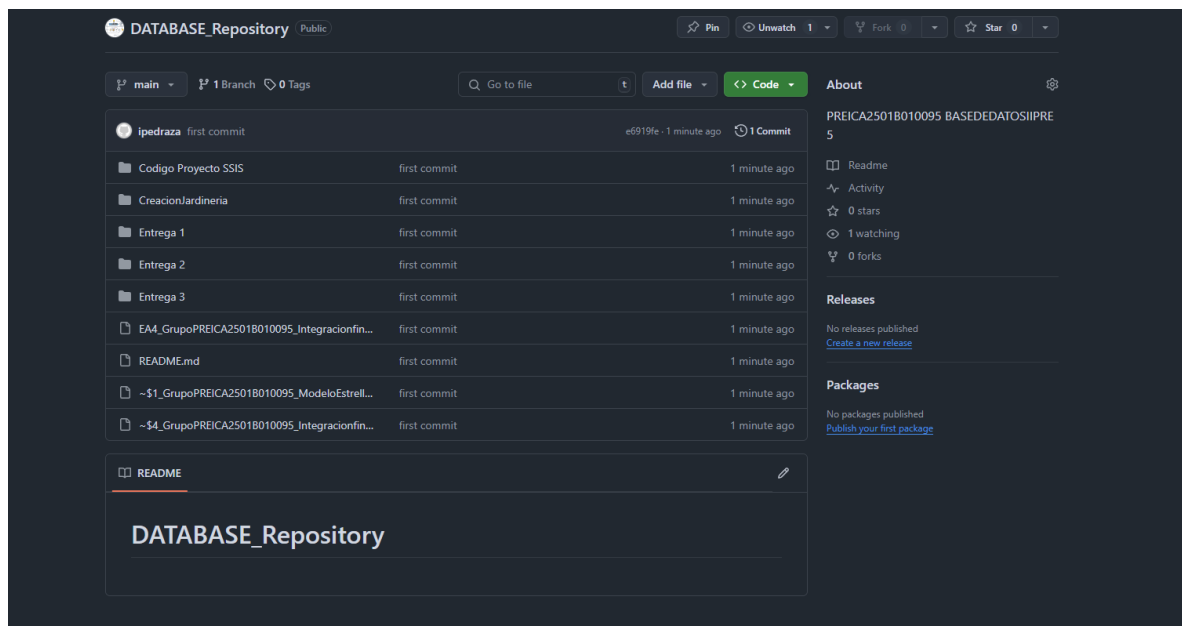 DATABASE_Repository Public Pin Unwatch 1 Fork 0 Star 0
main 1 Branch 0 Tags Go to file t Add file <> Code
ipedraza first commit e6919fe · 1 minute ago 1 Commit
Codigo Proyecto SSIS first commit 1 minute ago
CreacionJardineria first commit 1 minute ago
Entrega 1 first commit 1 minute ago
Entrega 2 first commit 1 minute ago
Entrega 3 first commit 1 minute ago
EA4_GrupoPREICA2501B010095_Integracionfin... first commit 1 minute ago
README.md first commit 1 minute ago
~$1_GrupoPREICA2501B010095_ModeloEstrell... first commit 1 minute ago
~$4_GrupoPREICA2501B010095_Integracionfin... first commit 1 minute ago
README
DATABASE_Repository
About
PREICA2501B010095 BASEDEDATOSIIPRE
5
Readme
Activity
0 stars
1 watching
0 forks
Releases
No releases published
Create a new release
Packages
No packages published
Publish your first package